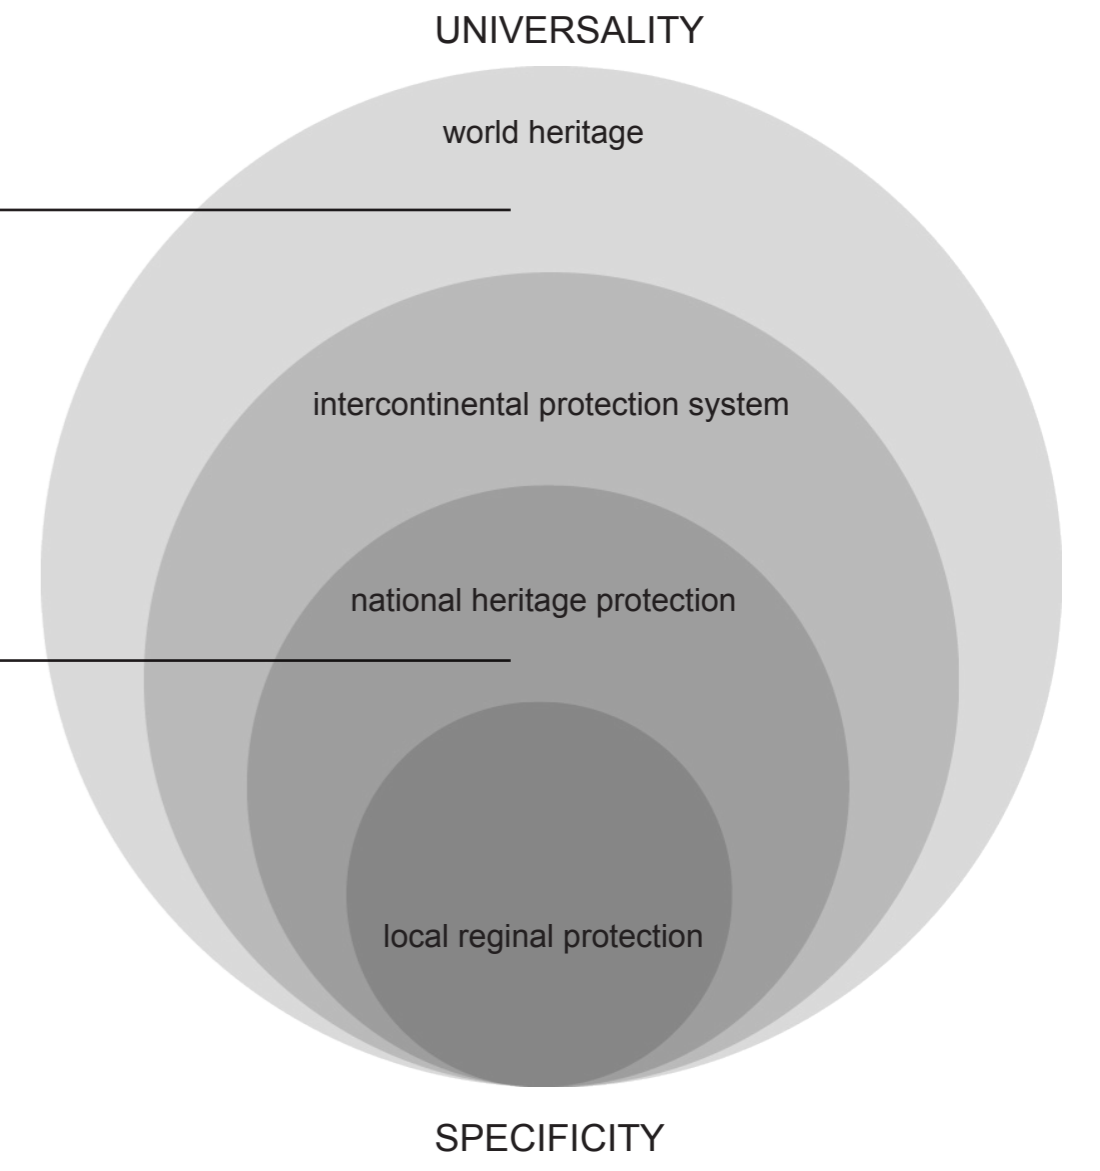 UNIVERSALITY
world heritage
intercontinental protection system
national heritage protection
local reginal protection
SPECIFICITY